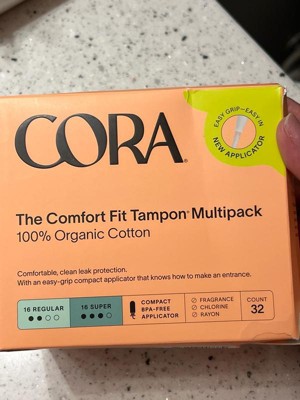 CORA®
EASY GRIP—EASY IN
NEW APPLICATOR
The Comfort Fit Tampon® Multipack
100% Organic Cotton
Comfortable, clean leak protection.
With an easy-grip compact applicator that knows how to make an entrance.
16 REGULAR
16 SUPER
COMPACT
BPA-FREE
APPLICATOR
FRAGRANCE
CHLORINE
RAYON
COUNT
32